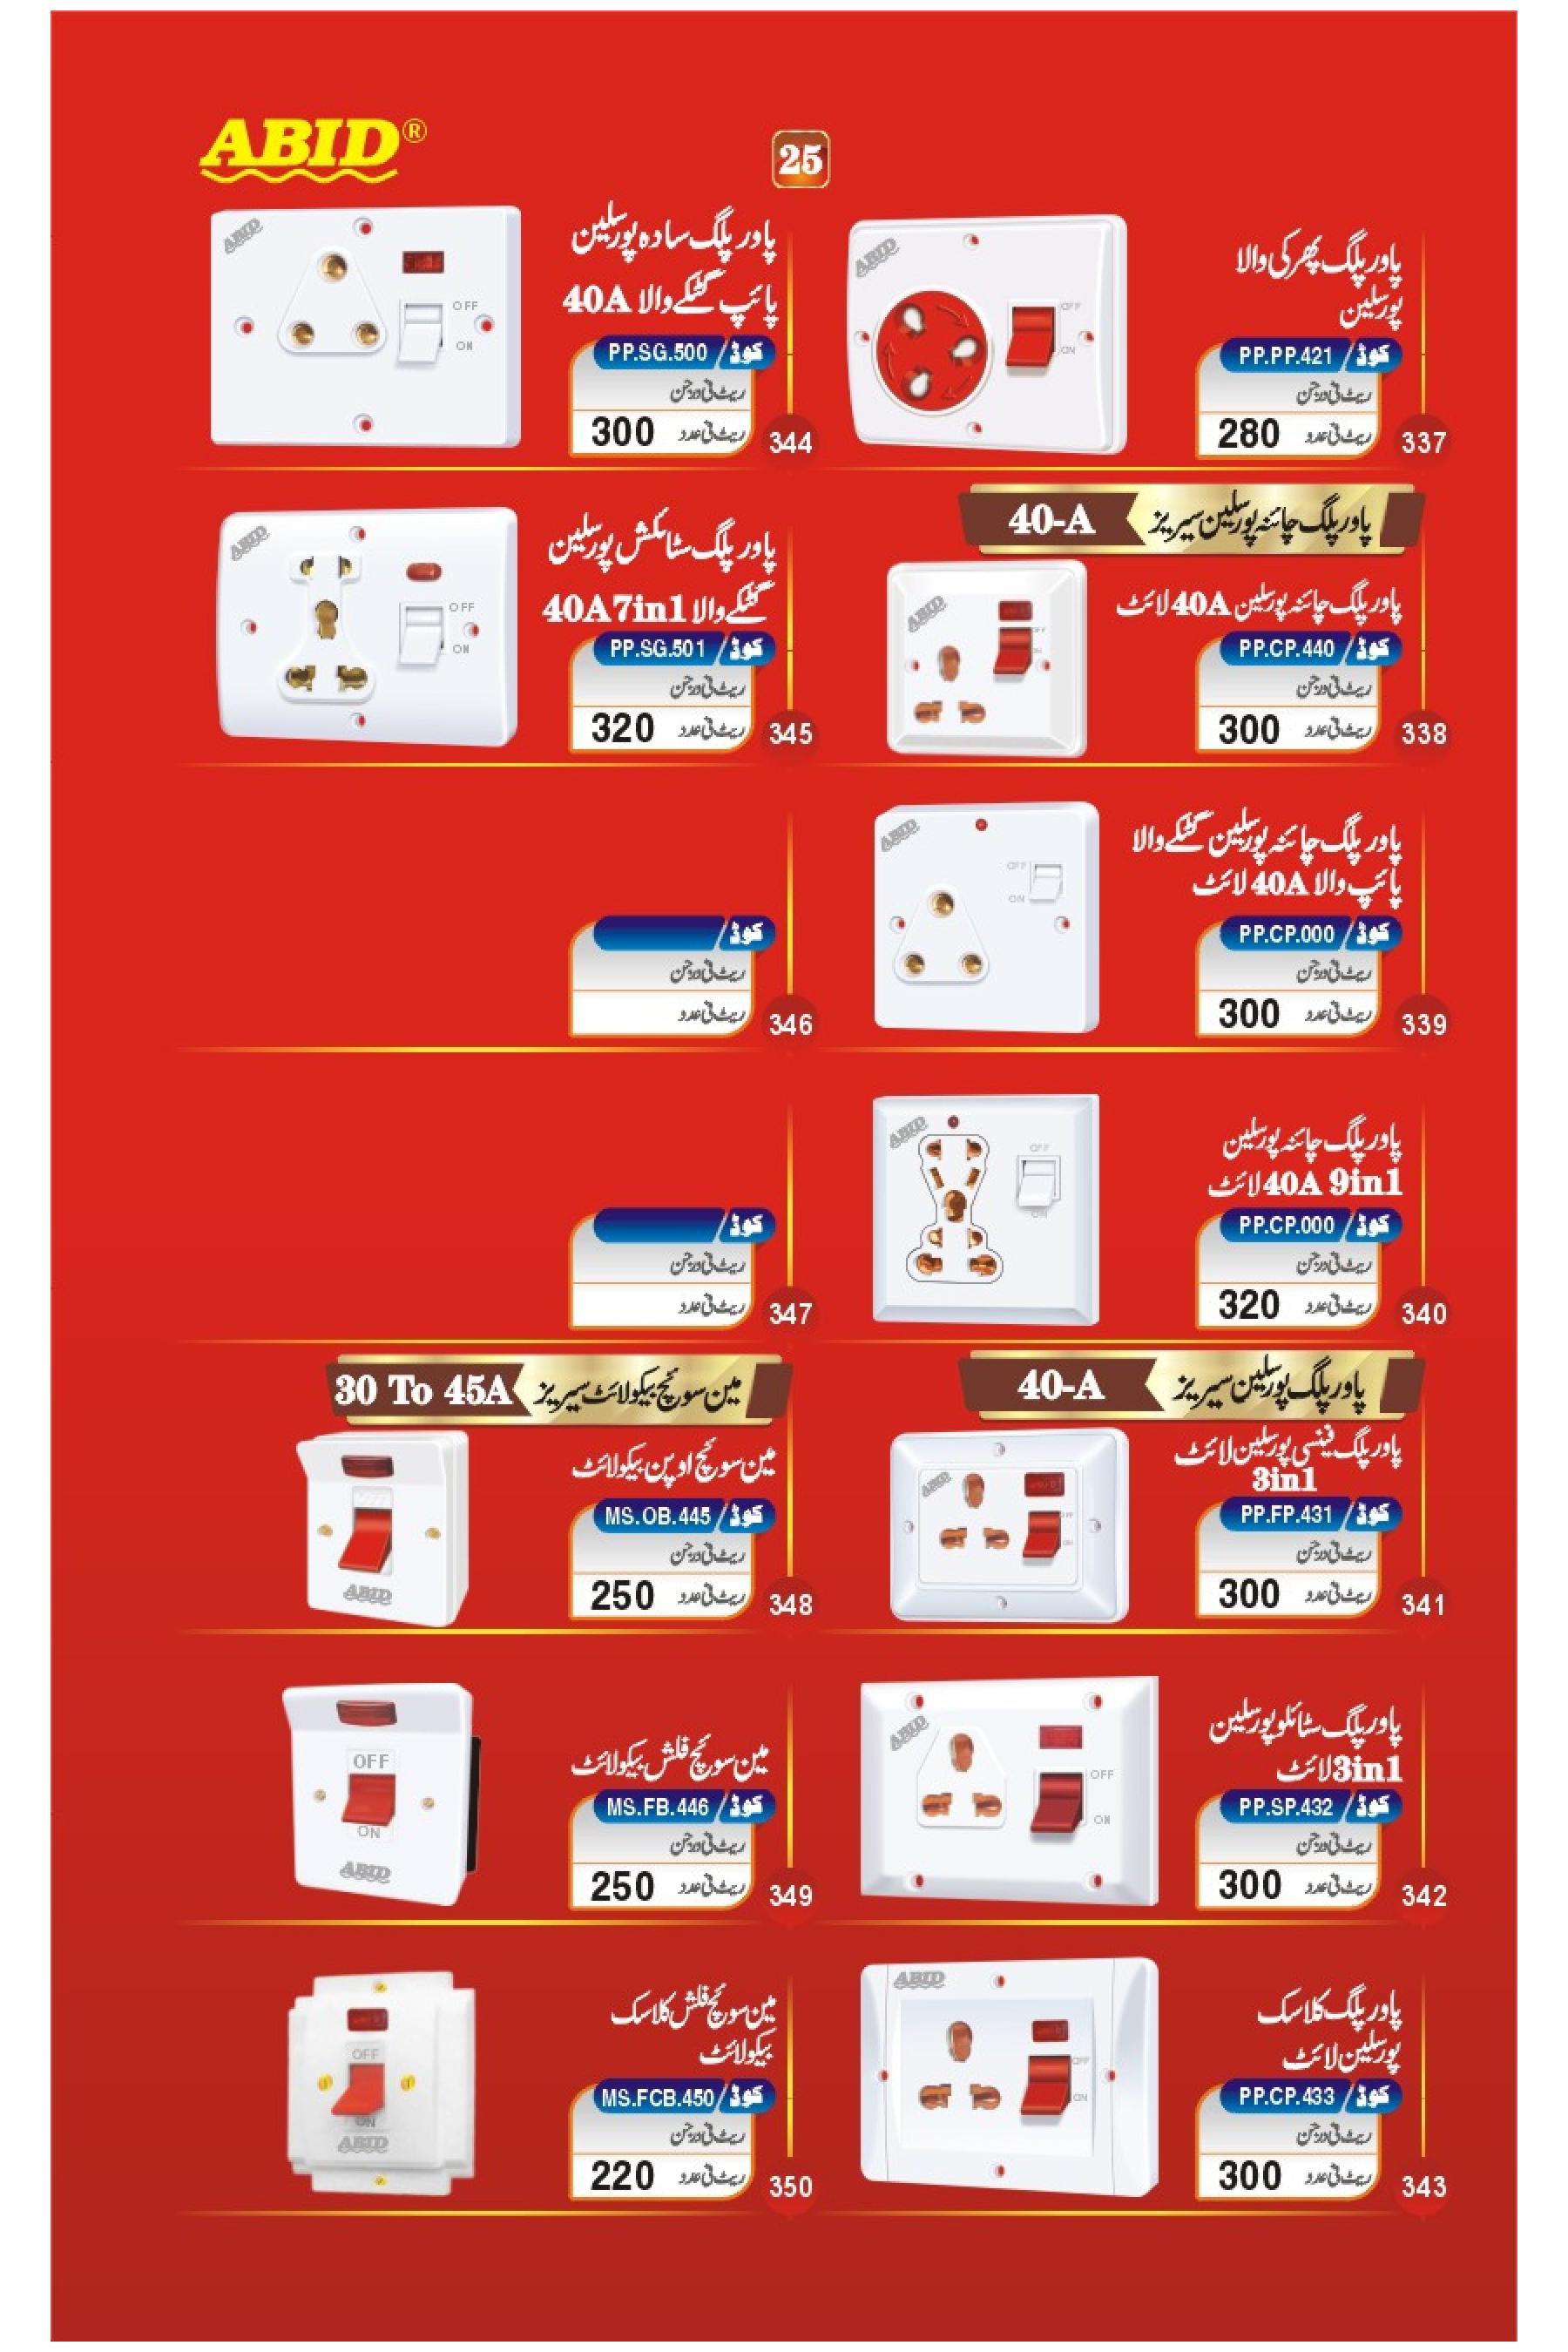 ABID®
25
پاور پلگ پھرکی والا
پورسلین
کوڈ/ PP.PP.421
ریٹ فی درجن
ریٹ فی عدد 280
337
پاور پلگ چائنہ پورسلین سیریز 40-A
پاور پلگ چائنہ پورسلین 40A لائٹ
کوڈ/ PP.CP.440
ریٹ فی درجن
ریٹ فی عدد 300
338
پاور پلگ چائنہ پورسلین گٹکے والا
پائپ والا 40A لائٹ
کوڈ/ PP.CP.000
ریٹ فی درجن
ریٹ فی عدد 300
339
پاور پلگ چائنہ پورسلین
40A 9in1 لائٹ
کوڈ/ PP.CP.000
ریٹ فی درجن
ریٹ فی عدد 320
340
پاور پلگ پورسلین سیریز 40-A
پاور پلگ فینسی پورسلین لائٹ
3in1
کوڈ/ PP.FP.431
ریٹ فی درجن
ریٹ فی عدد 300
341
پاور پلگ سٹائلو پورسلین
3in1 لائٹ
کوڈ/ PP.SP.432
ریٹ فی درجن
ریٹ فی عدد 300
342
پاور پلگ کلاسک
پورسلین لائٹ
کوڈ/ PP.CP.433
ریٹ فی درجن
ریٹ فی عدد 300
343
پاور پلگ سادہ پورسلین
پائپ گٹکے والا 40A
کوڈ/ PP.SG.500
ریٹ فی درجن
ریٹ فی عدد 300
344
پاور پلگ سٹائلش پورسلین
گٹکے والا 40A 7in1
کوڈ/ PP.SG.501
ریٹ فی درجن
ریٹ فی عدد 320
345
کوڈ/
ریٹ فی درجن
ریٹ فی عدد
346
کوڈ/
ریٹ فی درجن
ریٹ فی عدد
347
مین سوئچ بیکولائٹ سیریز 30 To 45A
مین سوئچ اوپن بیکولائٹ
کوڈ/ MS.OB.445
ریٹ فی درجن
ریٹ فی عدد 250
348
مین سوئچ فلش بیکولائٹ
کوڈ/ MS.FB.446
ریٹ فی درجن
ریٹ فی عدد 250
349
مین سوئچ فلش کلاسک
بیکولائٹ
کوڈ/ MS.FCB.450
ریٹ فی درجن
ریٹ فی عدد 220
350